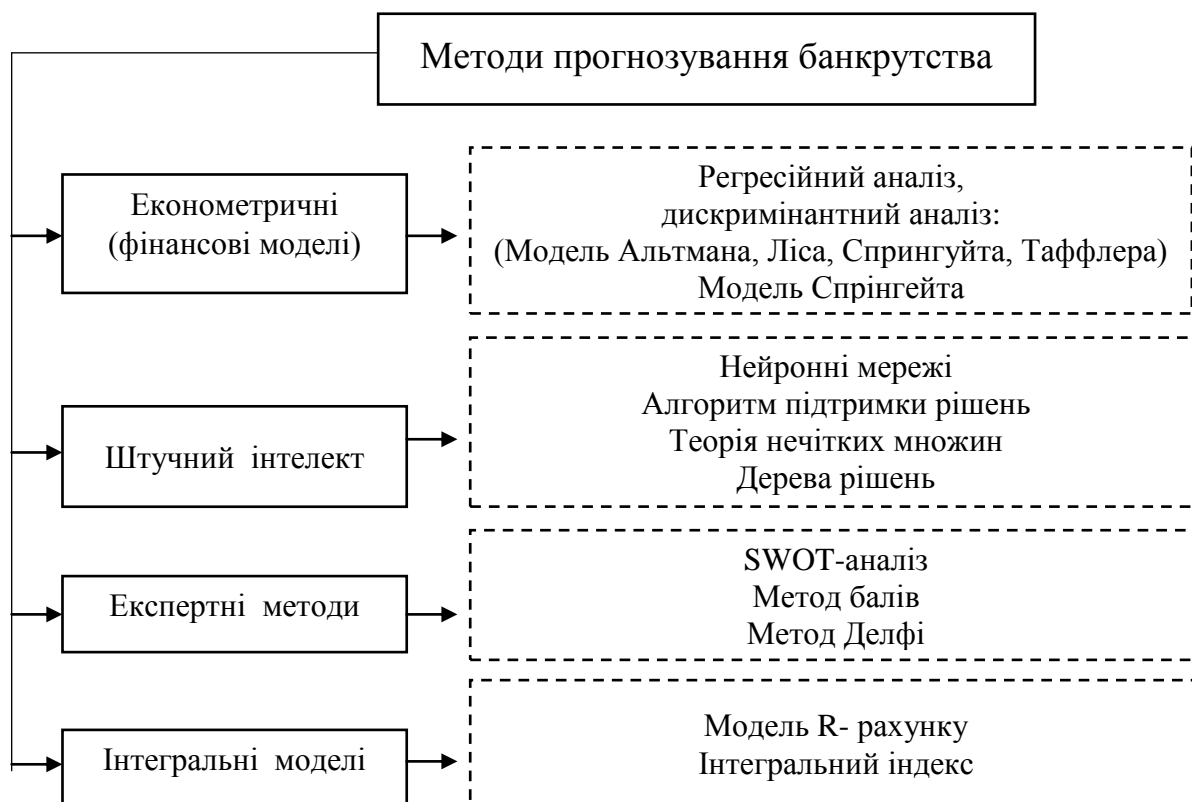 Методи прогнозування банкрутства
Економетричні
(фінансові моделі)
Регресійний аналіз,
дискримінантний аналіз:
(Модель Альтмана, Ліса, Спрингуйта, Таффлера)
Модель Спрінгейта
Штучний інтелект
Нейронні мережі
Алгоритм підтримки рішень
Теорія нечітких множин
Дерева рішень
Експертні методи
SWOT-аналіз
Метод балів
Метод Делфі
Інтегральні моделі
Модель R- рахунку
Інтегральний індекс